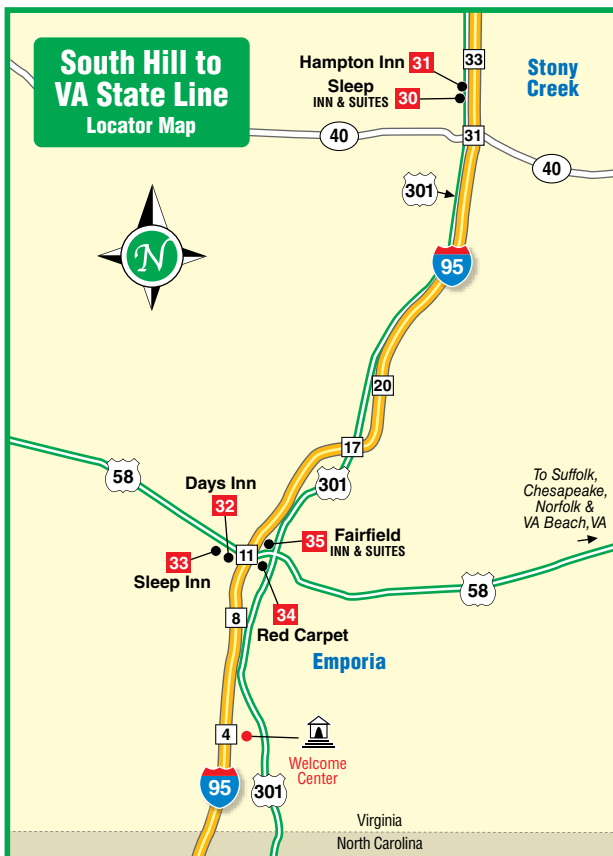 South Hill to
VA State Line
Locator Map
Hampton Inn 31
Sleep
INN & SUITES 30
33
Stony
Creek
31
40
40
301
N
95
20
17
301
58
Days Inn
32
To Suffolk,
Chesapeake,
Norfolk &
VA Beach, VA
35 Fairfield
INN & SUITES
11
33
Sleep Inn
58
34
Red Carpet
8
Emporia
4
Welcome
Center
95
301
Virginia
North Carolina